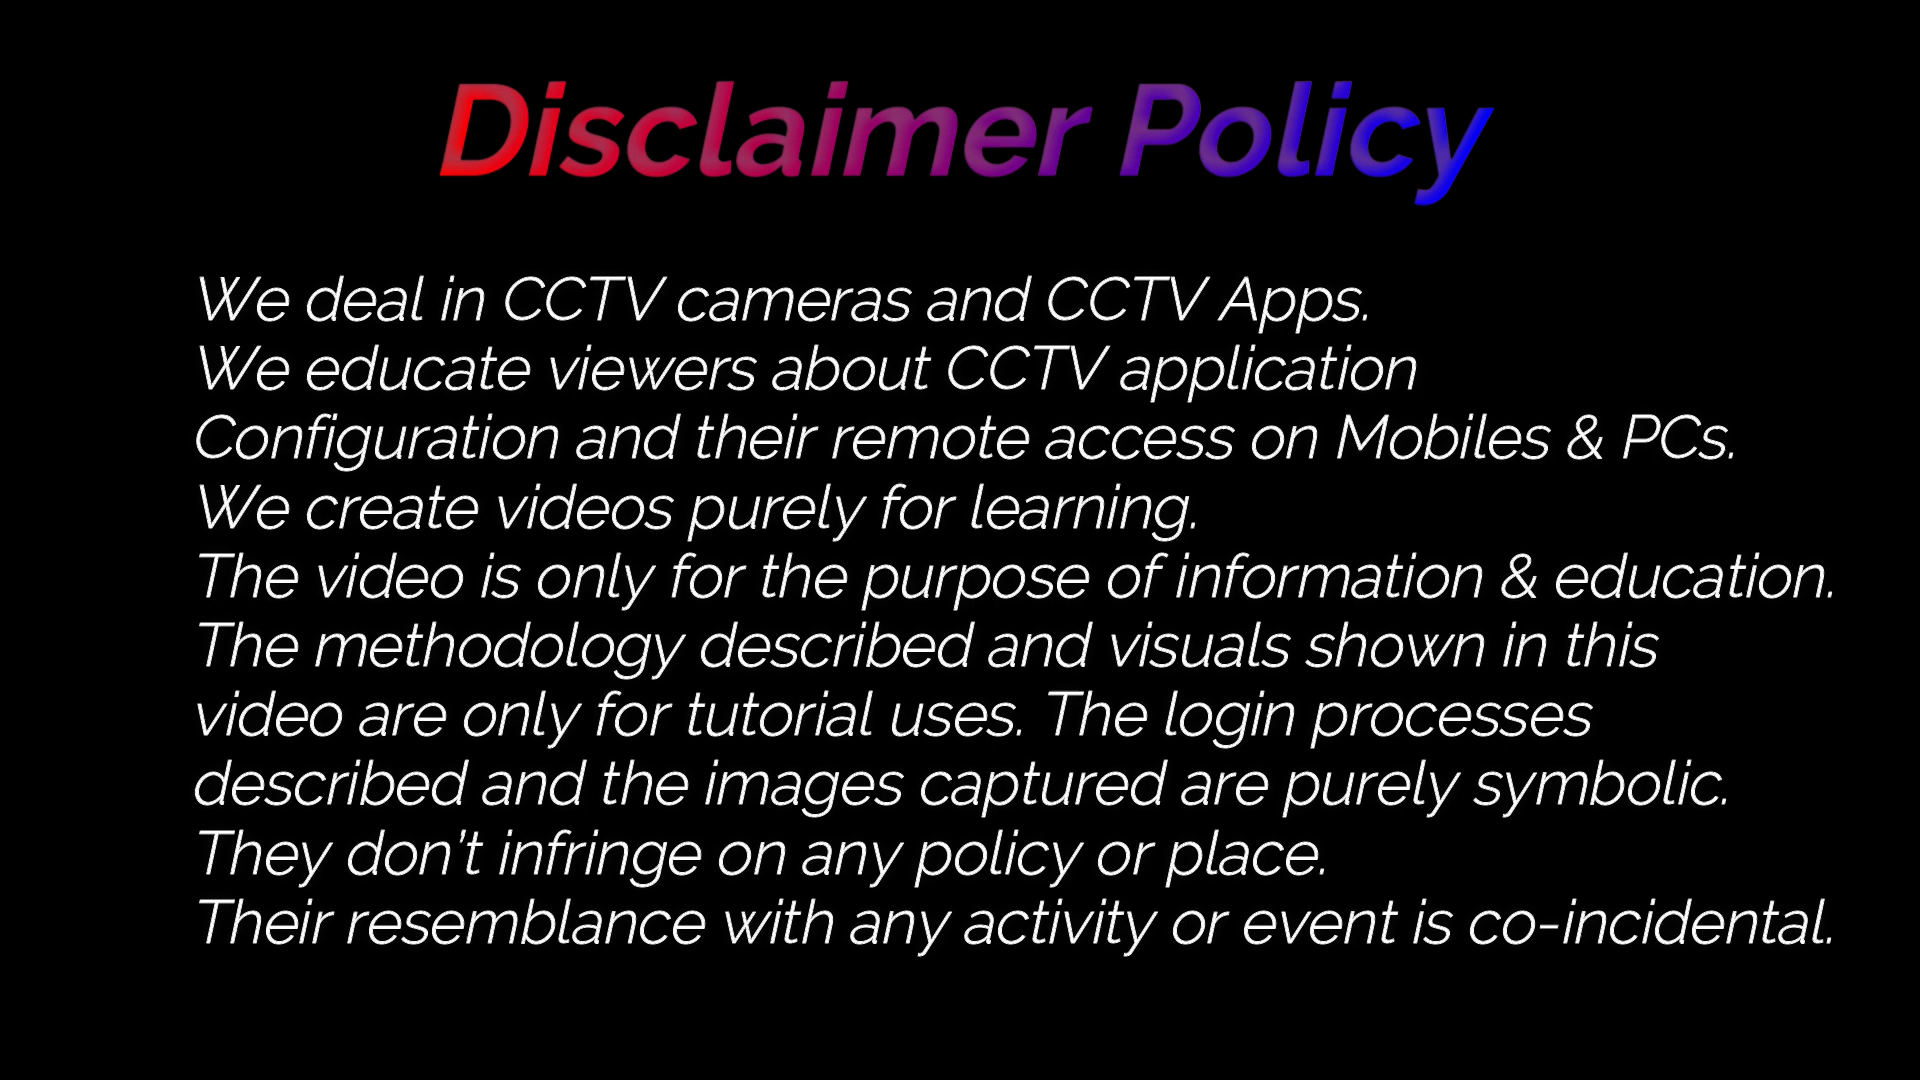 Disclaimer Policy
We deal in CCTV cameras and CCTV Apps.
We educate viewers about CCTV application
Configuration and their remote access on Mobiles & PCs.
We create videos purely for learning.
The video is only for the purpose of information & education.
The methodology described and visuals shown in this
video are only for tutorial uses. The login processes
described and the images captured are purely symbolic.
They don’t infringe on any policy or place.
Their resemblance with any activity or event is co-incidental.